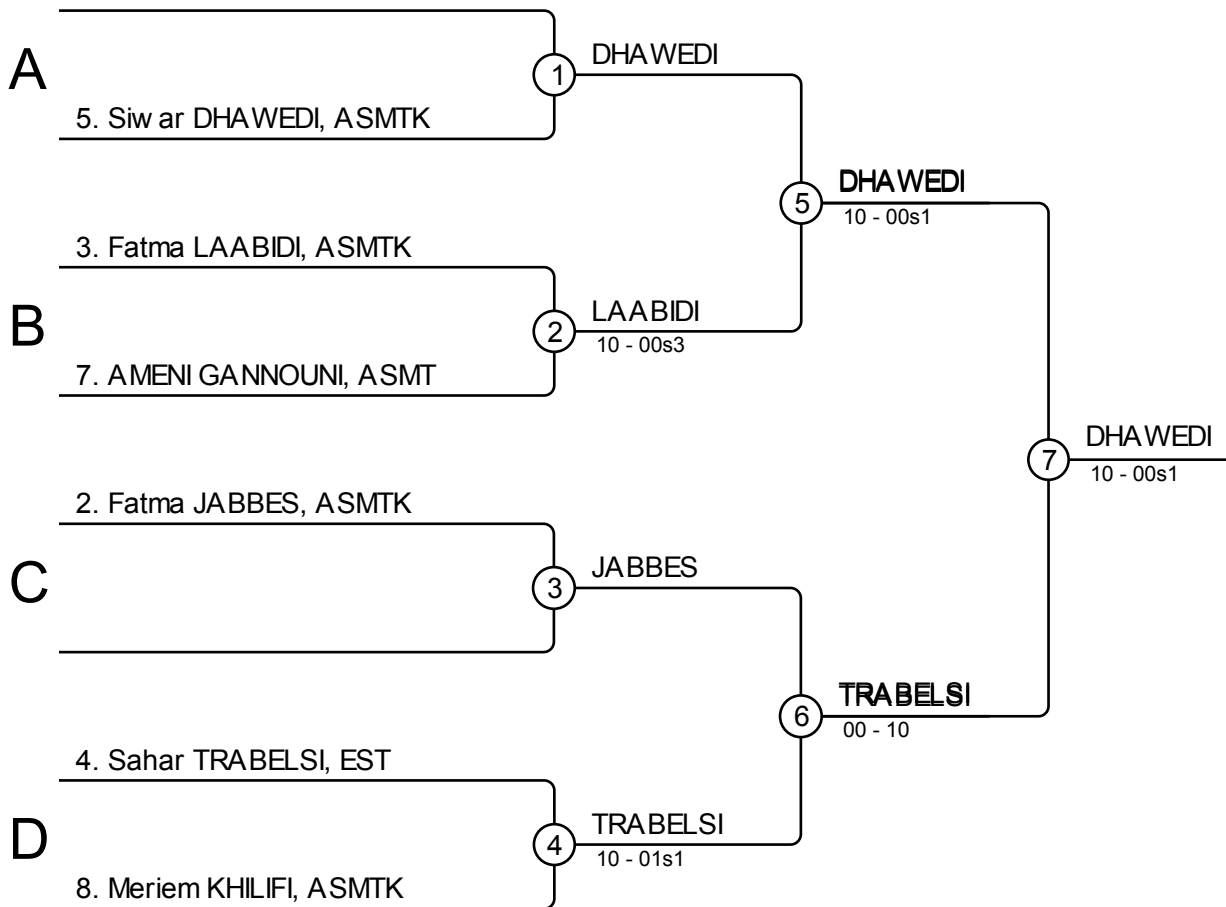 A
5. Siwar DHAWEDI, ASMTK
1
DHAWEDI
B
3. Fatma LAABIDI, ASMTK
7. AMENI GANNOUNI, ASMT
2
LAABIDI
10 - 00s3
5
DHAWEDI
10 - 00s1
C
2. Fatma JABBES, ASMTK
3
JABBES
D
4. Sahar TRABELSI, EST
8. Meriem KHILIFI, ASMTK
4
TRABELSI
10 - 01s1
6
TRABELSI
00 - 10
7
DHAWEDI
10 - 00s1